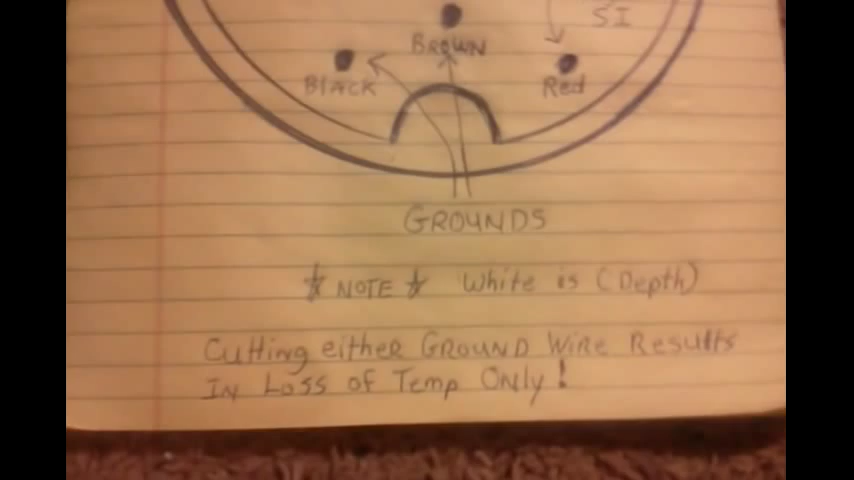 SI
BROWN
BLACK
Red
GROUNDS
☆ NOTE ☆ White is (Depth)
Cutting either GROUND Wire Results
IN Loss of Temp Only!